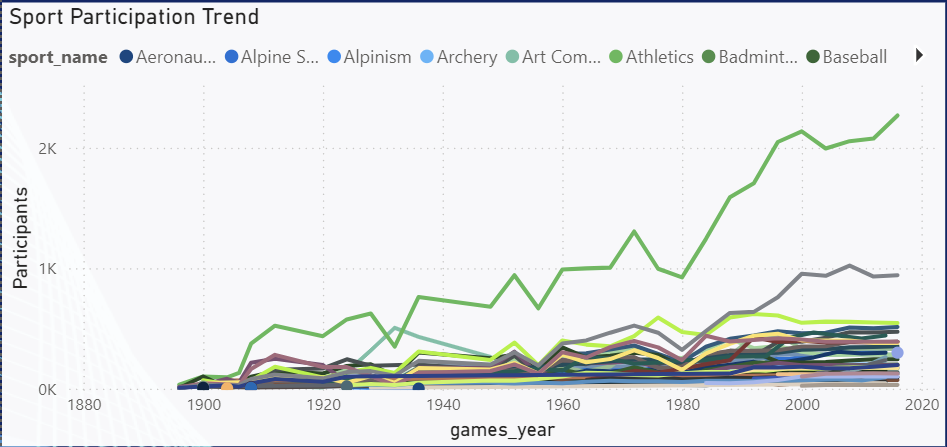 Sport Participation Trend
sport_name Aeronau... Alpine S... Alpinism Archery Art Com... Athletics Badmint... Baseball
2K
1K
0K
Participants
1880 1900 1920 1940 1960 1980 2000 2020
games_year